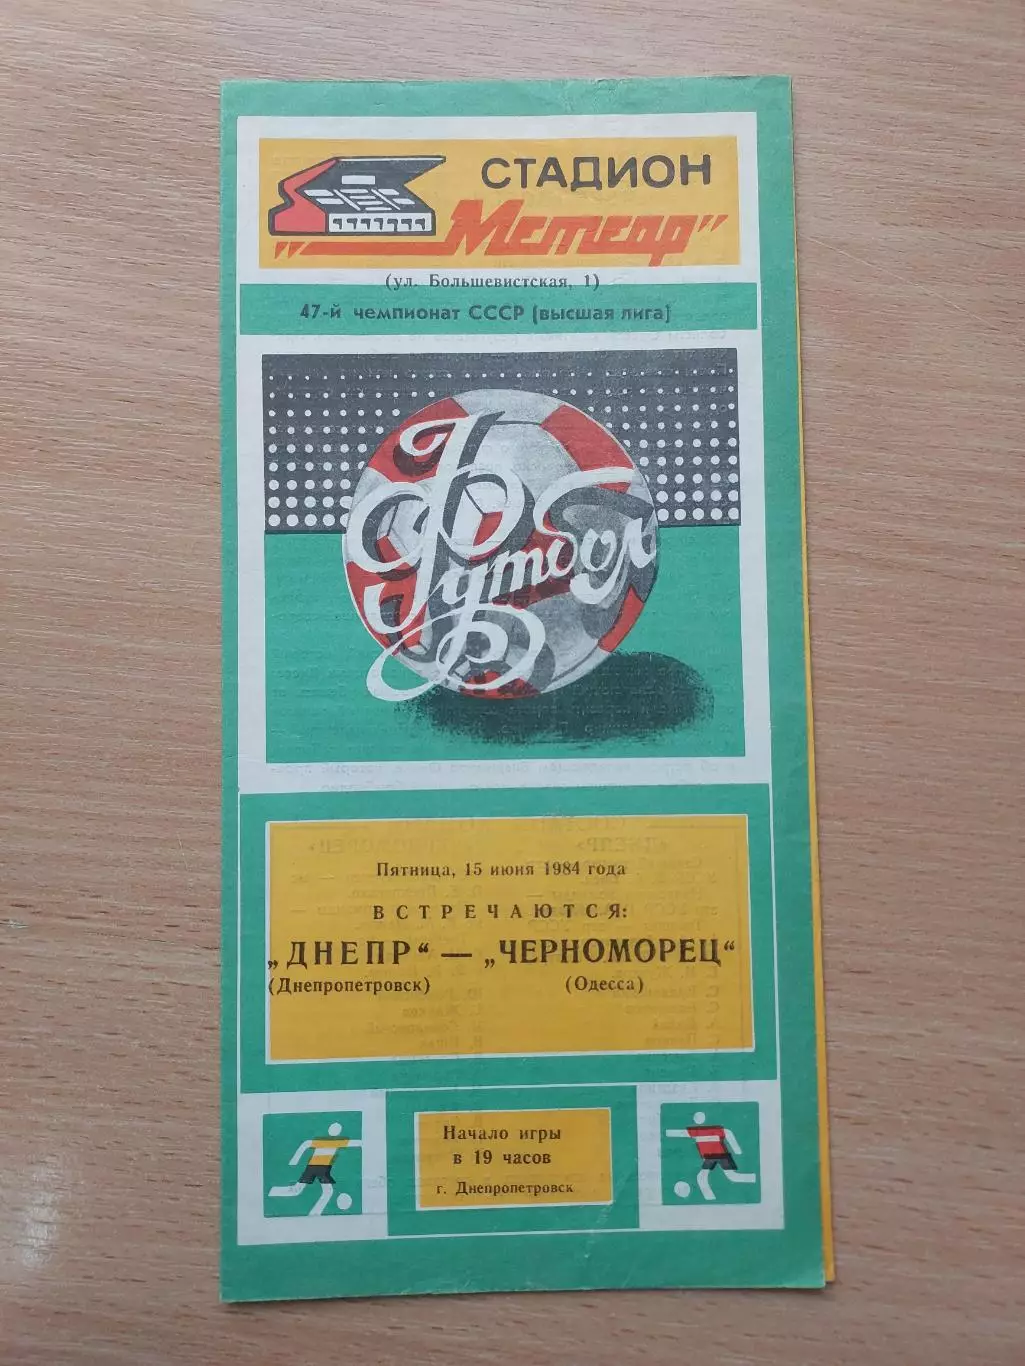 СТАДИОН
„Метеор"
(ул. Большевистская, 1)
47-й чемпионат СССР (высшая лига)
Футбол
Пятница, 15 июня 1984 года
ВСТРЕЧАЮТСЯ:
„ДНЕПР“ — „ЧЕРНОМОРЕЦ“
(Днепропетровск) (Одесса)
Начало игры
в 19 часов
г. Днепропетровск